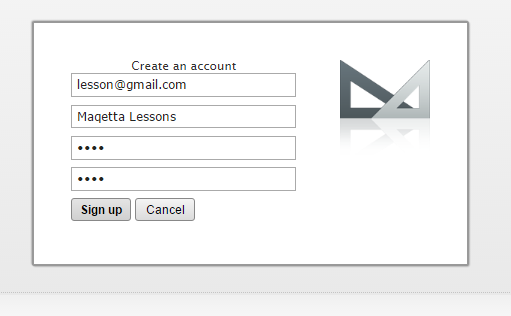 Create an account
lesson@gmail.com
Maqetta Lessons
••••
••••
Sign up Cancel